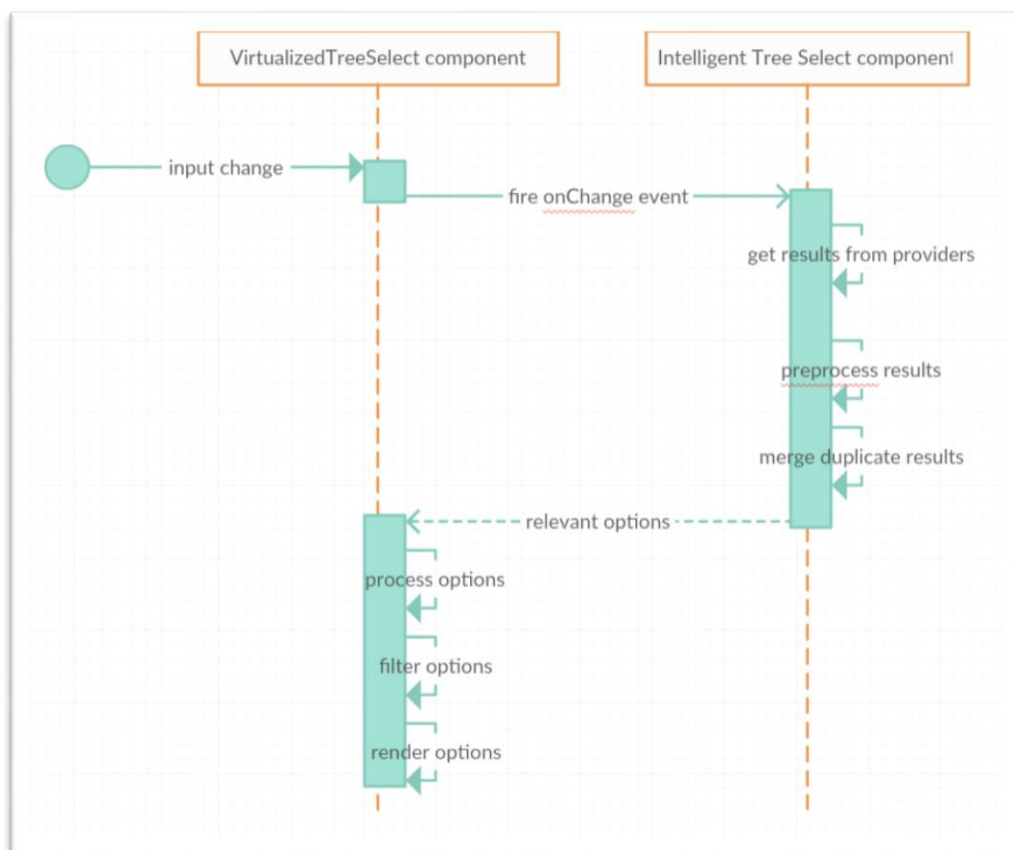 VirtualizedTreeSelect component
Intelligent Tree Select component
input change
fire onChange event
get results from providers
preprocess results
merge duplicate results
relevant options
process options
filter options
render options